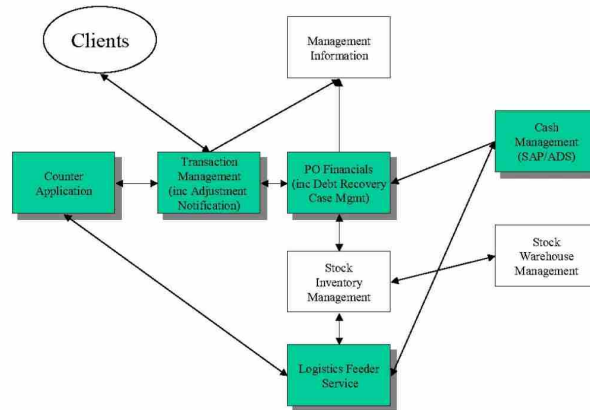 Clients
Management
Information
Cash
Management
(SAP/ADS)
Counter
Application
Transaction
Management
(inc Adjustment
Notification)
PO Financials
(inc Debt Recovery
Case Mgmt)
Stock
Inventory
Management
Stock
Warehouse
Management
Logistics Feeder
Service